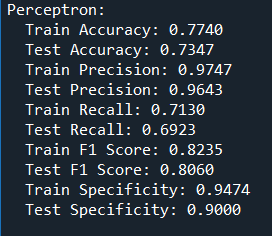 Perceptron:
Train Accuracy: 0.7740
Test Accuracy: 0.7347
Train Precision: 0.9747
Test Precision: 0.9643
Train Recall: 0.7130
Test Recall: 0.6923
Train F1 Score: 0.8235
Test F1 Score: 0.8060
Train Specificity: 0.9474
Test Specificity: 0.9000